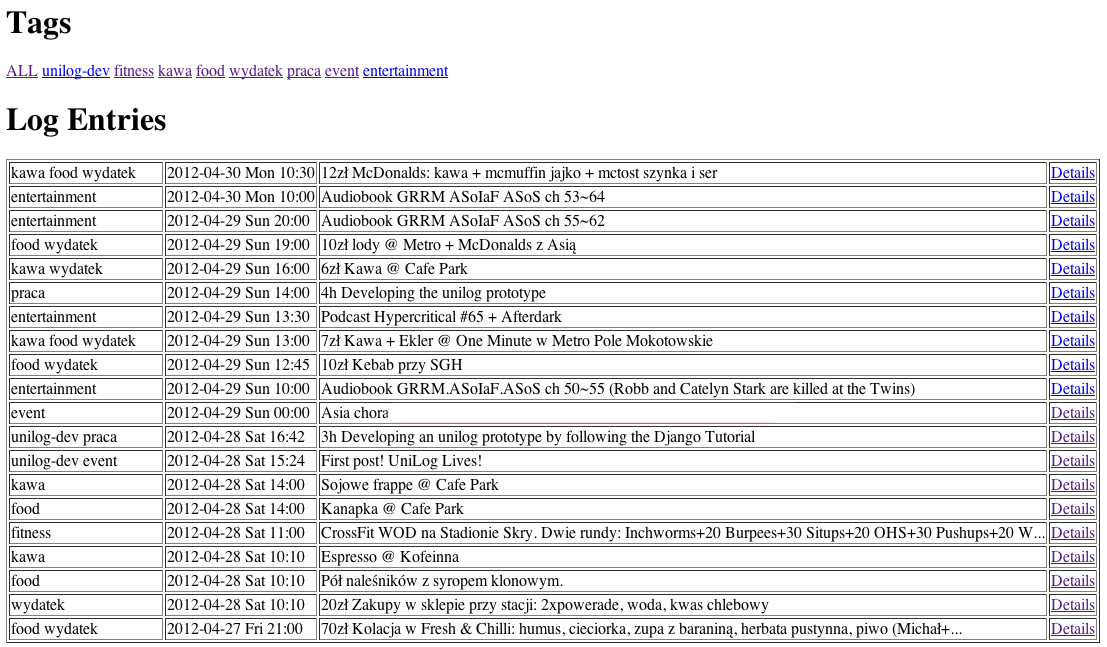 Tags
ALL unilog-dev fitness kawa food wydatek praca event entertainment
Log Entries
kawa food wydatek 2012-04-30 Mon 10:30 12zł McDonalds: kawa + mcmuffin jajko + mctost szynka i ser Details
entertainment 2012-04-30 Mon 10:00 Audiobook GRRM ASoIaF ASoS ch 53~64 Details
entertainment 2012-04-29 Sun 20:00 Audiobook GRRM ASoIaF ASoS ch 55~62 Details
food wydatek 2012-04-29 Sun 19:00 10zł lody @ Metro + McDonalds z Asią Details
kawa wydatek 2012-04-29 Sun 16:00 6zł Kawa @ Cafe Park Details
praca 2012-04-29 Sun 14:00 4h Developing the unilog prototype Details
entertainment 2012-04-29 Sun 13:30 Podcast Hypercritical #65 + Afterdark Details
kawa food wydatek 2012-04-29 Sun 13:00 7zł Kawa + Ekler @ One Minute w Metro Pole Mokotowskie Details
food wydatek 2012-04-29 Sun 12:45 10zł Kebab przy SGH Details
entertainment 2012-04-29 Sun 10:00 Audiobook GRRM.ASoIaF.ASoS ch 50~55 (Robb and Catelyn Stark are killed at the Twins) Details
event 2012-04-29 Sun 00:00 Asia chora Details
unilog-dev praca 2012-04-28 Sat 16:42 3h Developing an unilog prototype by following the Django Tutorial Details
unilog-dev event 2012-04-28 Sat 15:24 First post! UniLog Lives! Details
kawa 2012-04-28 Sat 14:00 Sojowe frappe @ Cafe Park Details
food 2012-04-28 Sat 14:00 Kanapka @ Cafe Park Details
fitness 2012-04-28 Sat 11:00 CrossFit WOD na Stadionie Skry. Dwie rundy: Inchworms+20 Burpees+30 Situps+20 OHS+30 Pushups+20 W... Details
kawa 2012-04-28 Sat 10:10 Espresso @ Kofeinna Details
food 2012-04-28 Sat 10:10 Pół naleśników z syropem klonowym. Details
wydatek 2012-04-28 Sat 10:10 20zł Zakupy w sklepie przy stacji: 2xpowerade, woda, kwas chlebowy Details
food wydatek 2012-04-27 Fri 21:00 70zł Kolacja w Fresh & Chilli: humus, cieciorka, zupa z baraniną, herbata pustynna, piwo (Michał+... Details